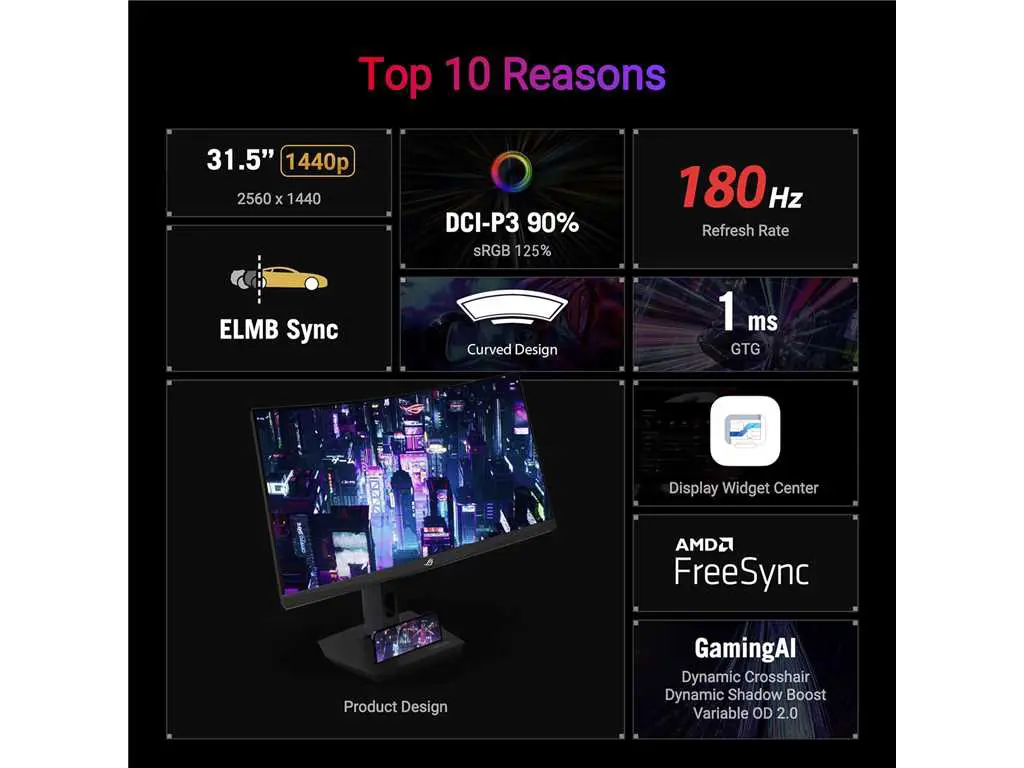 Top 10 Reasons
31.5” 1440p
2560 x 1440
DCI-P3 90%
sRGB 125%
180 Hz
Refresh Rate
ELMB Sync
Curved Design
1 ms
GTG
Product Design
Display Widget Center
AMD
FreeSync
GamingAI
Dynamic Crosshair
Dynamic Shadow Boost
Variable OD 2.0